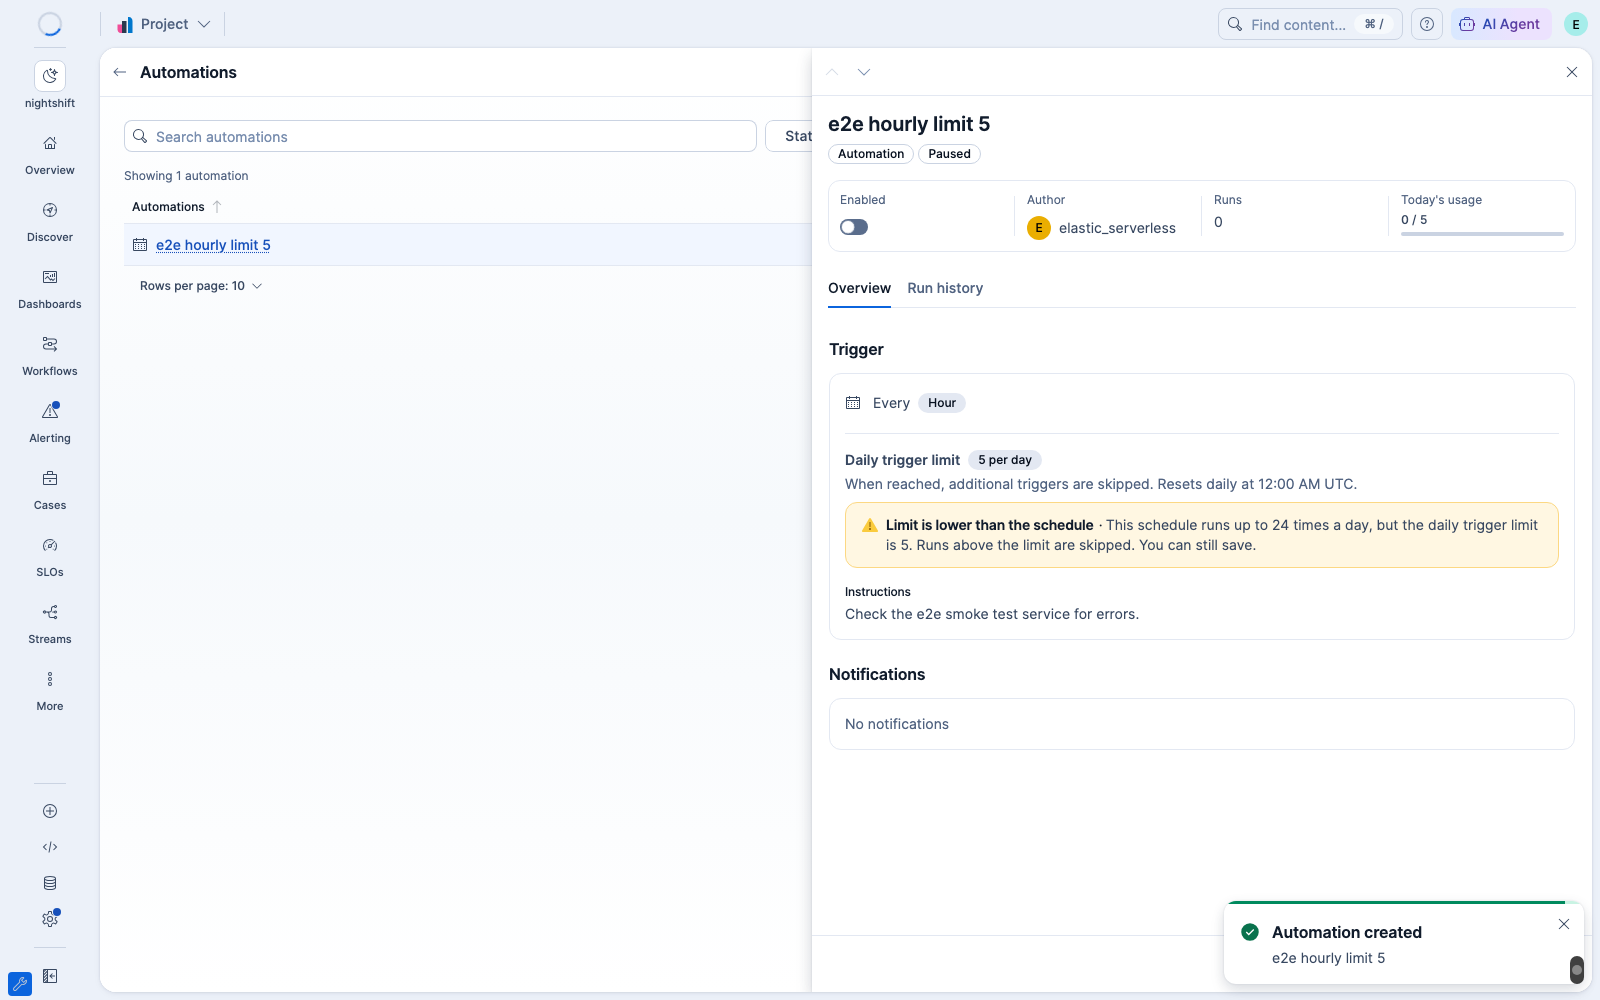 Project
Find content...
⌘ /
AI Agent
E
nightshift
Overview
Discover
Dashboards
Workflows
Alerting
Cases
SLOs
Streams
More
Automations
Search automations
Stat
Showing 1 automation
Automations
e2e hourly limit 5
Rows per page: 10
e2e hourly limit 5
Automation
Paused
Enabled
Author
Runs
Today's usage
E
elastic_serverless
0
0 / 5
Overview
Run history
Trigger
Every Hour
Daily trigger limit 5 per day
When reached, additional triggers are skipped. Resets daily at 12:00 AM UTC.
Limit is lower than the schedule · This schedule runs up to 24 times a day, but the daily trigger limit
is 5. Runs above the limit are skipped. You can still save.
Instructions
Check the e2e smoke test service for errors.
Notifications
No notifications
Automation created
e2e hourly limit 5